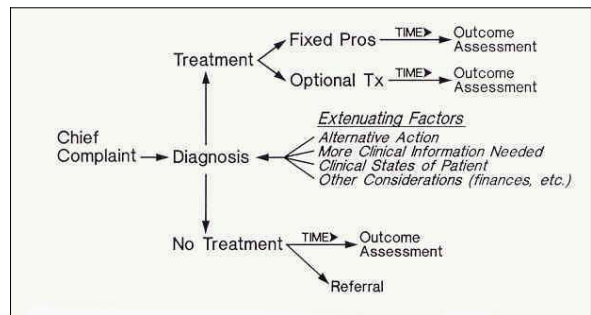 Fixed Pros
TIME
Outcome
Assessment
Treatment
Optional Tx
TIME
Outcome
Assessment
Extenuating Factors
Alternative Action
More Clinical Information Needed
Clinical States of Patient
Other Considerations (finances, etc.)
Chief
Complaint
Diagnosis
No Treatment
TIME
Outcome
Assessment
Referral